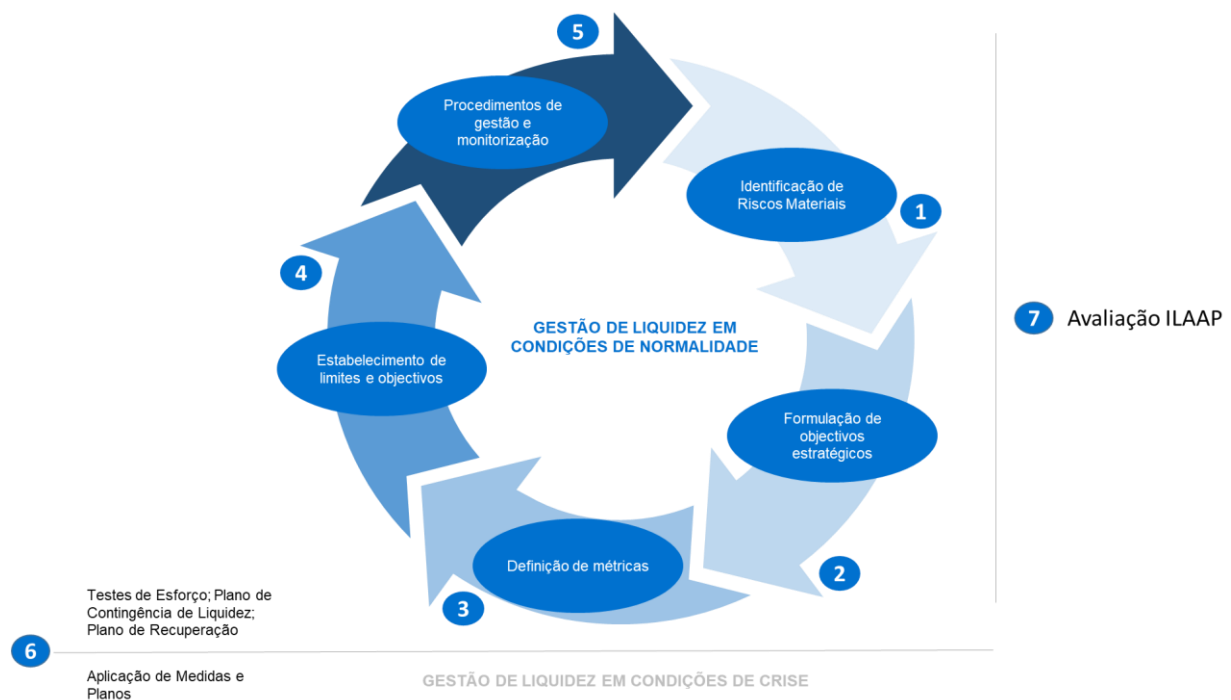 5
Procedimentos de
gestão e
monitorização
Identificação de
Riscos Materiais
1
4
GESTÃO DE LIQUIDEZ EM
CONDIÇÕES DE NORMALIDADE
7
Avaliação ILAAP
Estabelecimento de
limites e objectivos
Formulação de
objectivos
estratégicos
Definição de métricas
2
3
Testes de Esforço; Plano de
Contingência de Liquidez;
Plano de Recuperação
6
Aplicação de Medidas e
Planos
GESTÃO DE LIQUIDEZ EM CONDIÇÕES DE CRISE